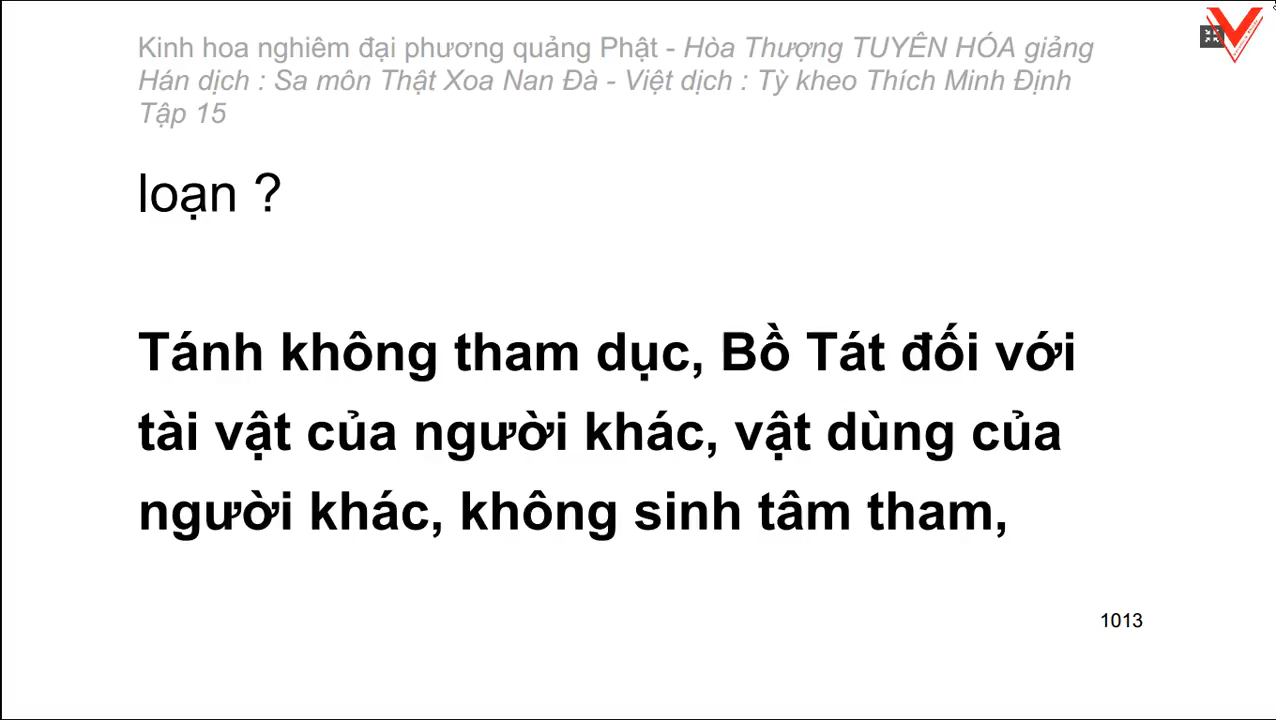 Kinh hoa nghiêm đại phương quảng Phật - Hòa Thượng TUYÊN HÓA giảng
Hán dịch : Sa môn Thật Xoa Nan Đà - Việt dịch : Tỳ kheo Thích Minh Định
Tập 15
loạn ?
Tánh không tham dục, Bồ Tát đối với
tài vật của người khác, vật dùng của
người khác, không sinh tâm tham,
1013